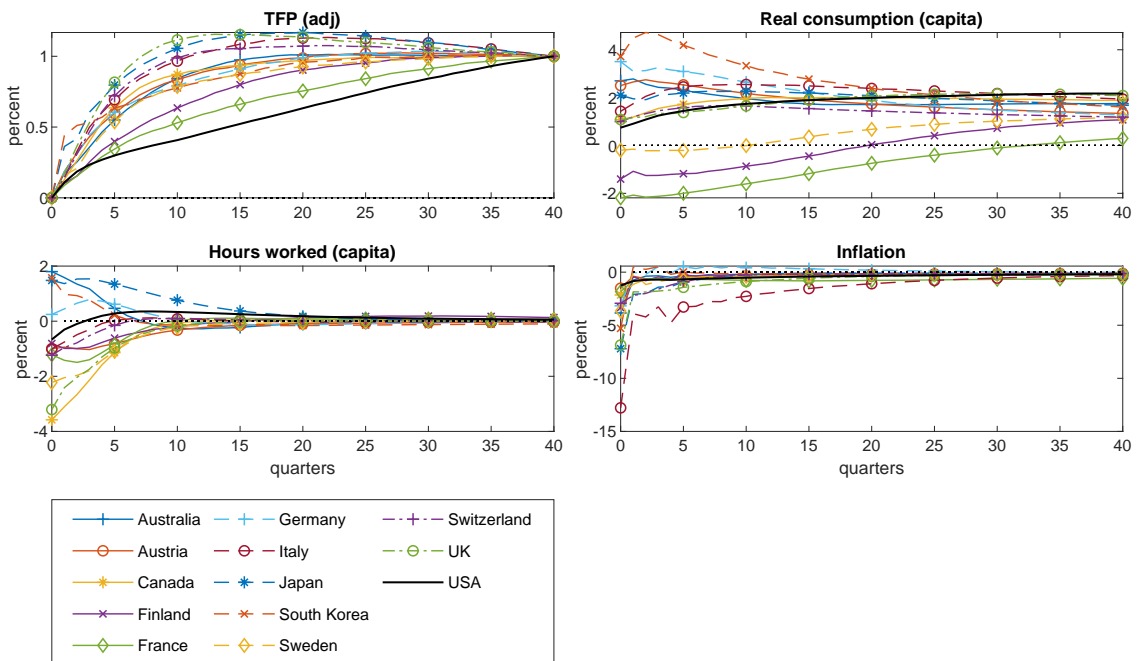 TFP (adj)
percent
1
0.5
0
0 5 10 15 20 25 30 35 40
Real consumption (capita)
percent
4
2
0
-2
0 5 10 15 20 25 30 35 40
Hours worked (capita)
percent
2
0
-2
-4
0 5 10 15 20 25 30 35 40
quarters
Inflation
percent
0
-5
-10
-15
0 5 10 15 20 25 30 35 40
quarters
Australia Germany Switzerland
Austria Italy UK
Canada Japan USA
Finland South Korea
France Sweden